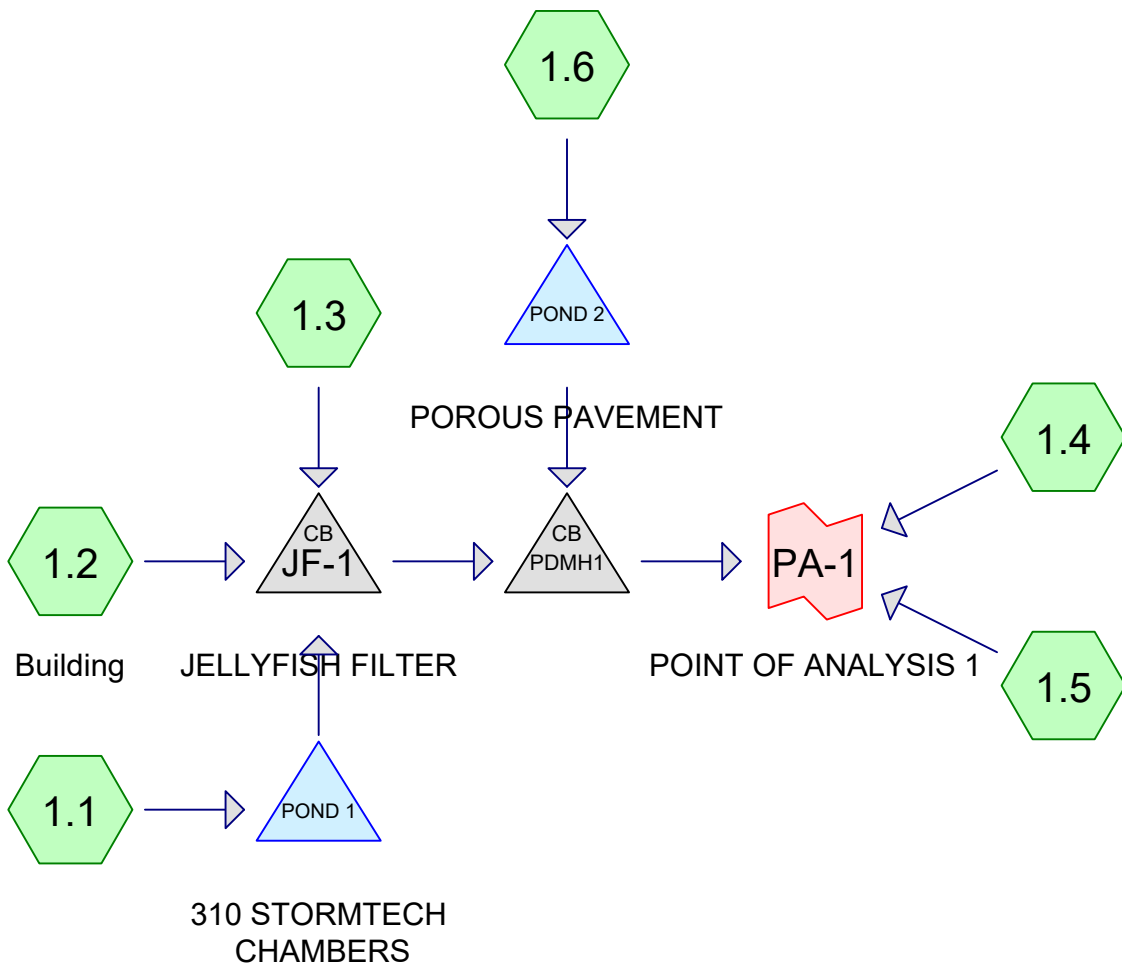 1.6
POND 2
POROUS PAVEMENT
1.3
1.4
CB
JF-1
CB
PDMH1
PA-1
1.2
Building
JELLYFISH FILTER
POINT OF ANALYSIS 1
1.5
1.1
POND 1
310 STORMTECH
CHAMBERS